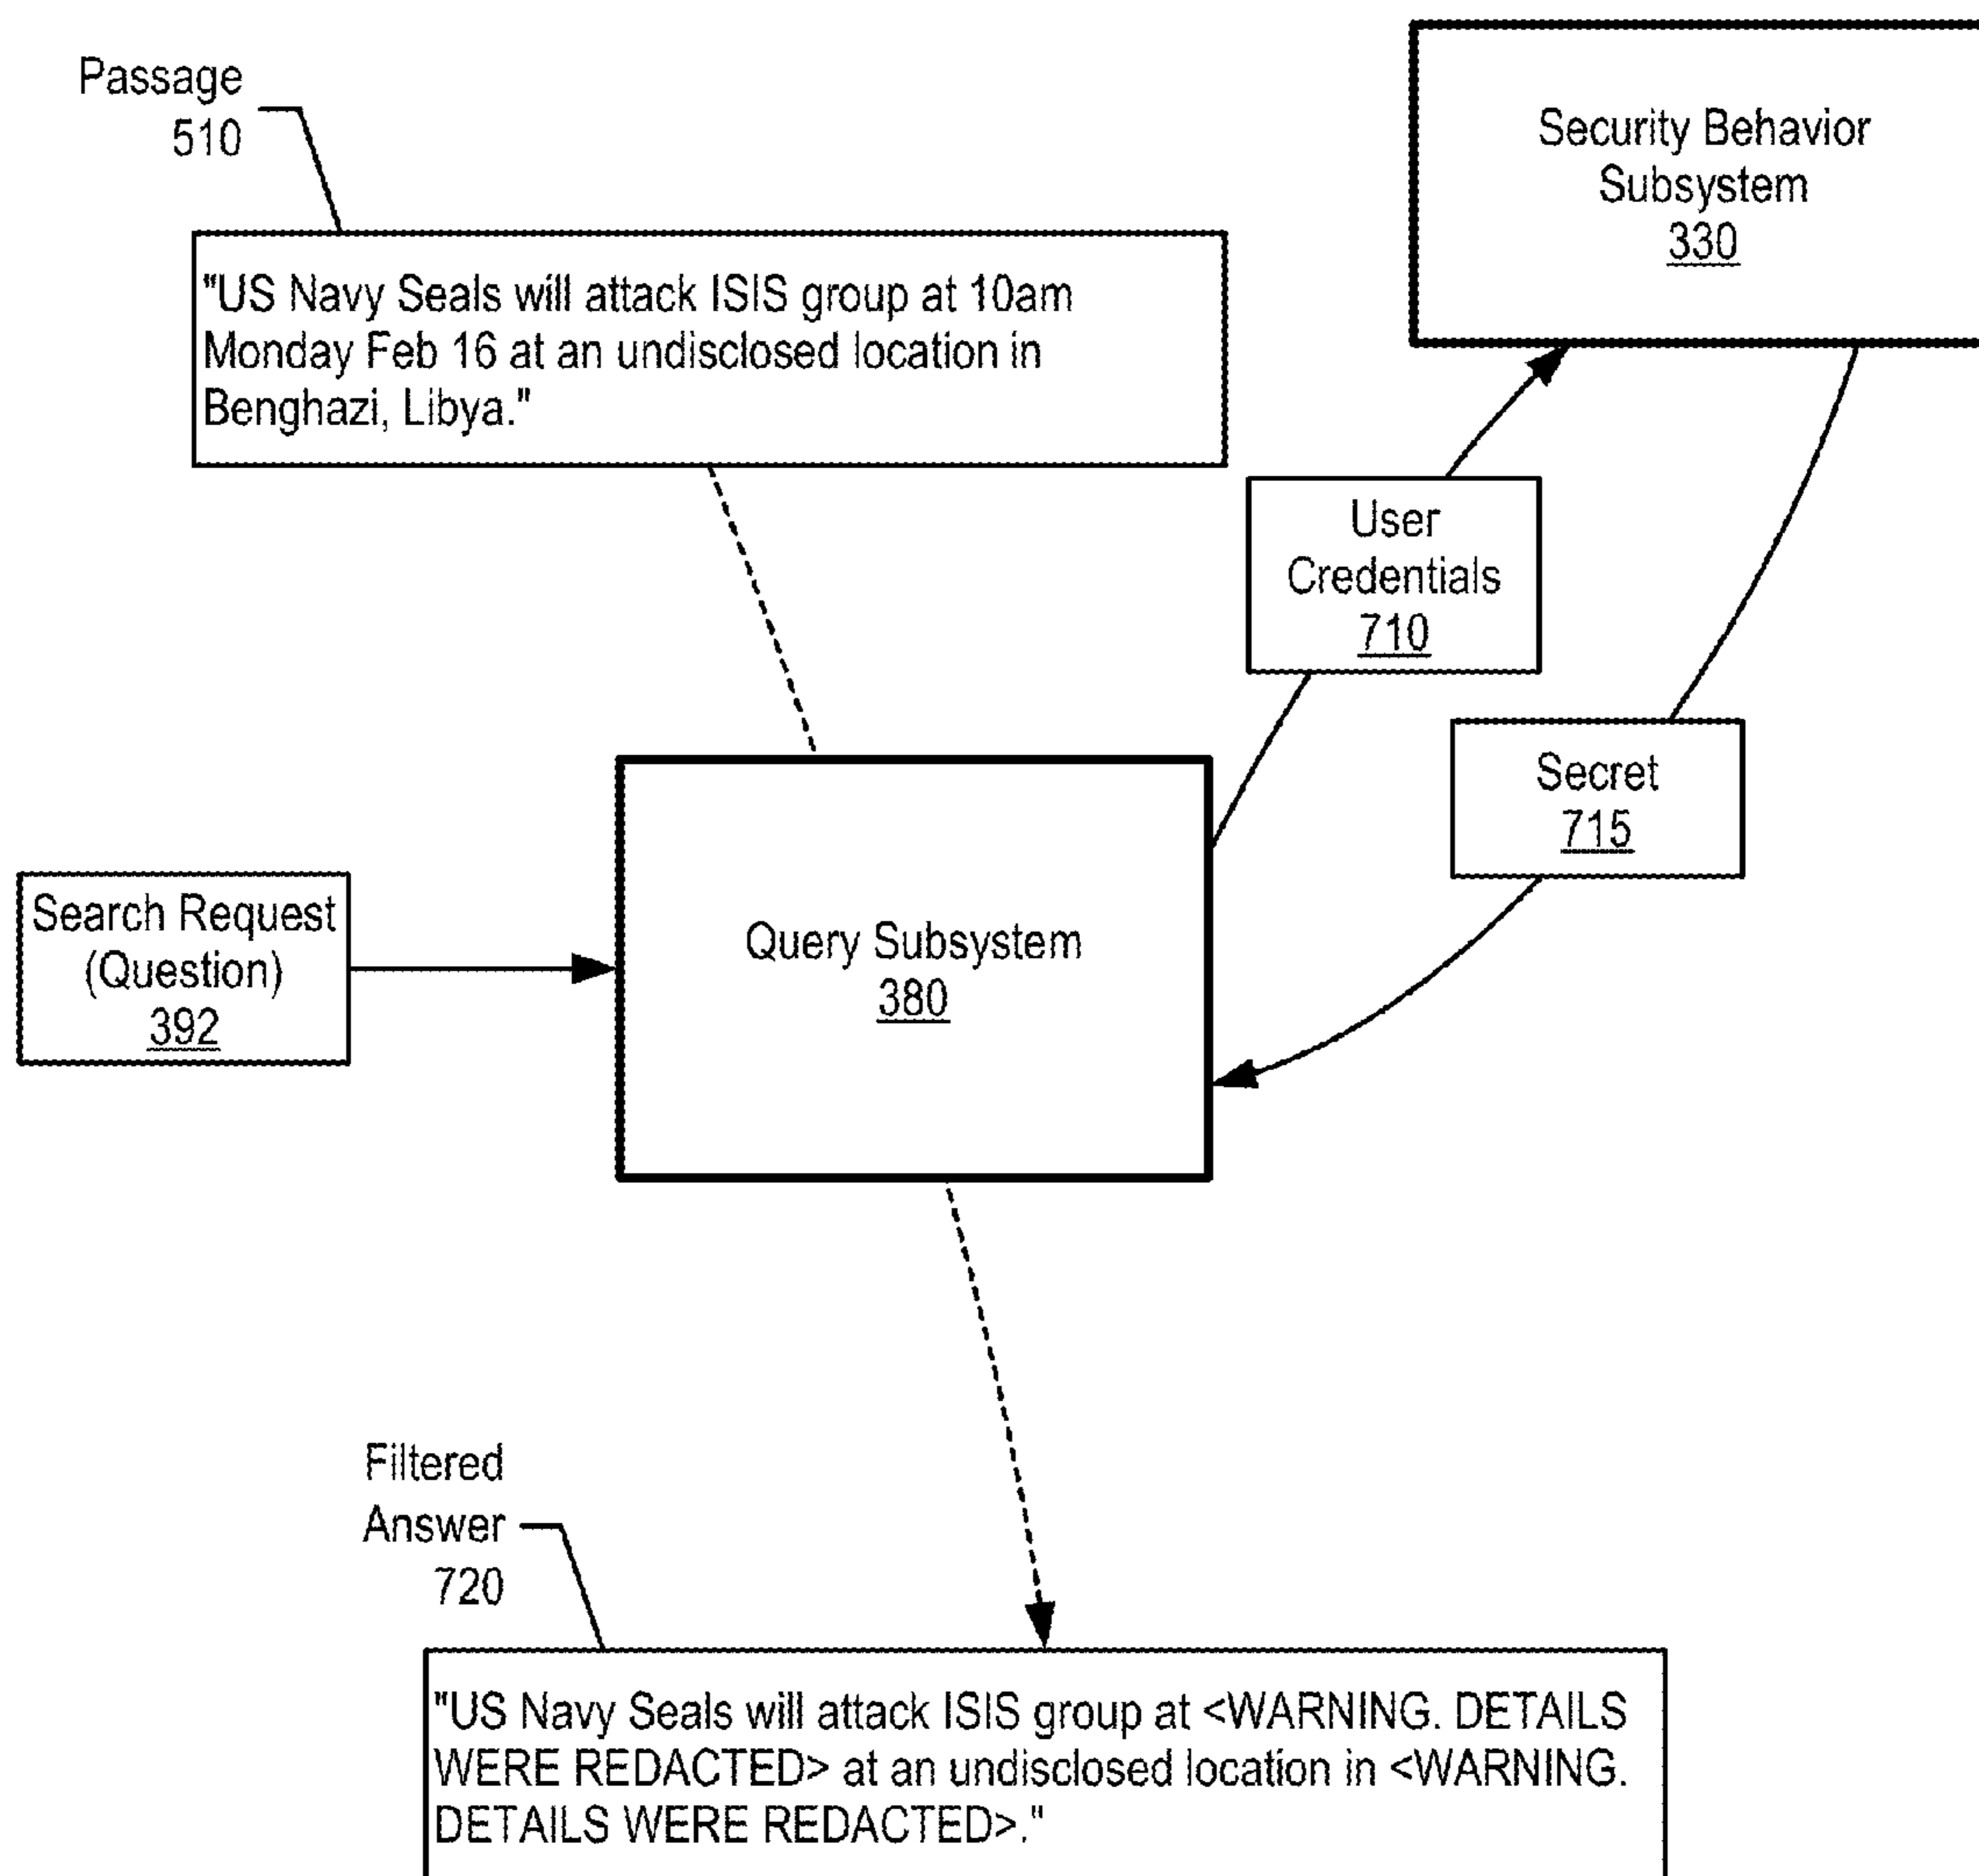 Passage
510
Security Behavior
Subsystem
330
"US Navy Seals will attack ISIS group at 10am
Monday Feb 16 at an undisclosed location in
Benghazi, Libya."
User
Credentials
710
Secret
715
Search Request
(Question)
392
Query Subsystem
380
Filtered
Answer
720
"US Navy Seals will attack ISIS group at <WARNING. DETAILS
WERE REDACTED> at an undisclosed location in <WARNING.
DETAILS WERE REDACTED>."